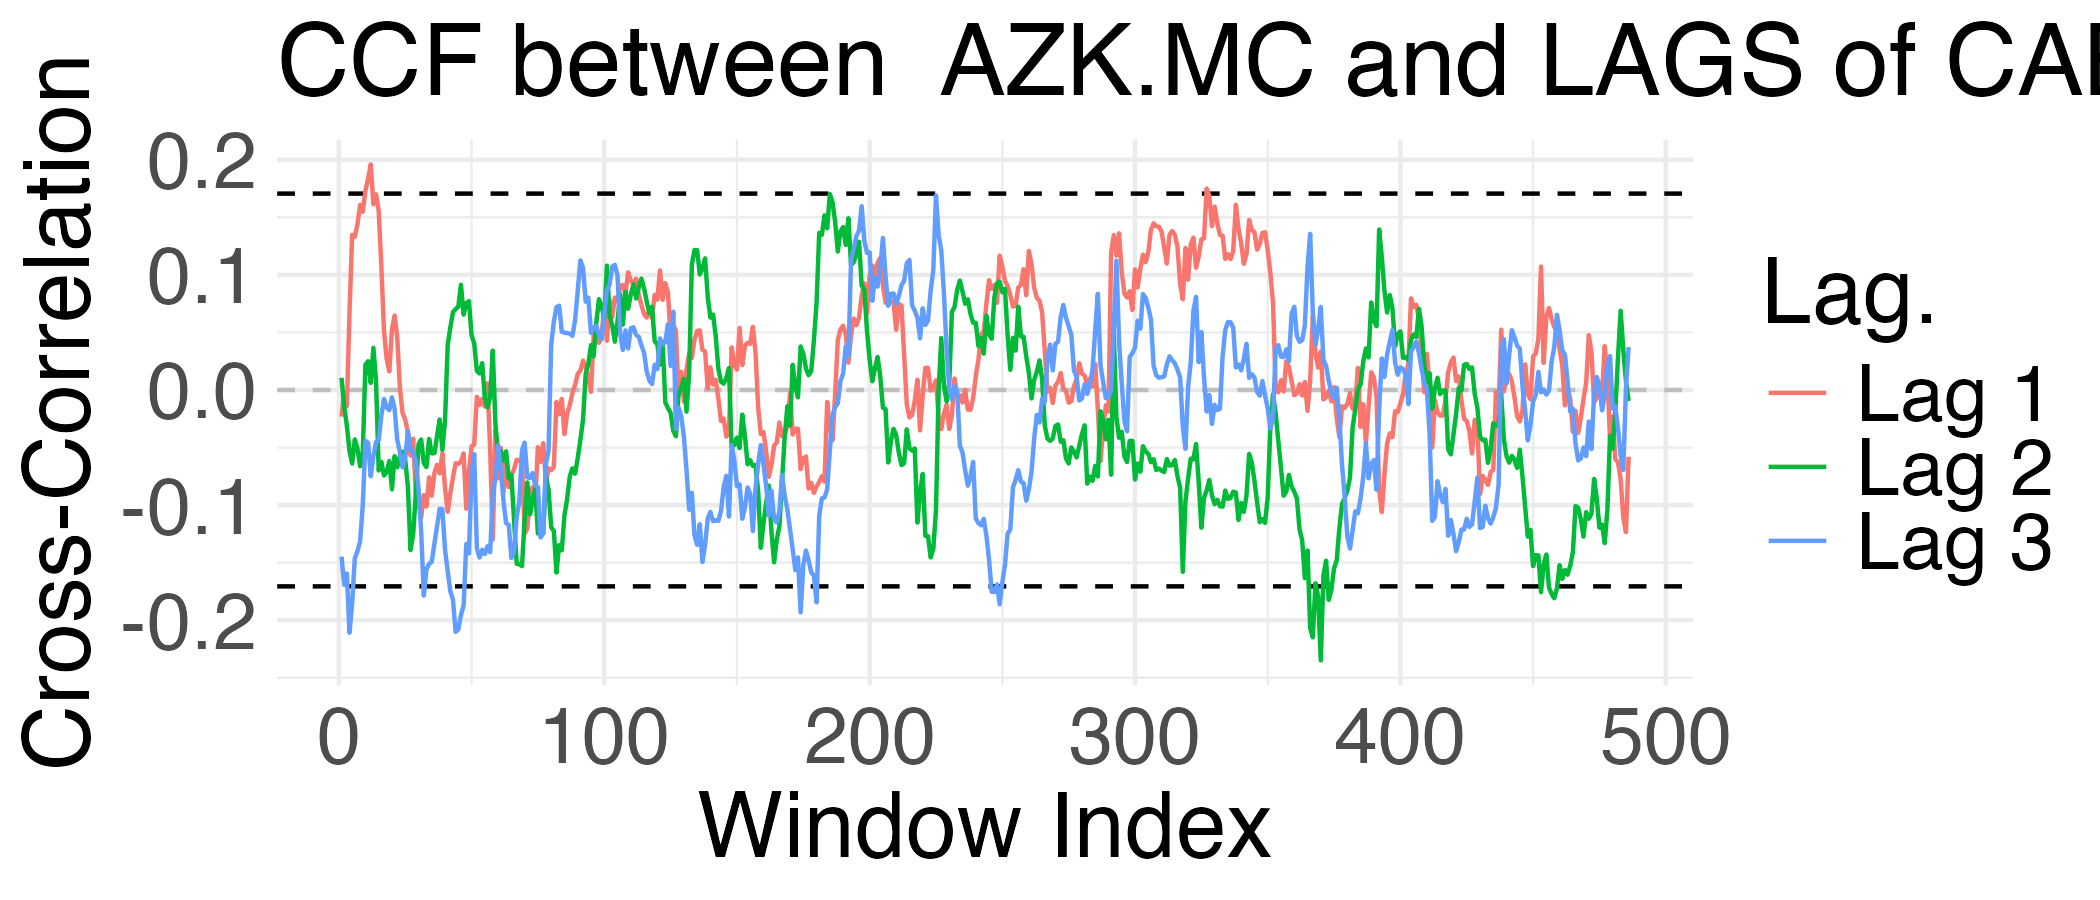 CCF between AZK.MC and LAGS of
Cross-Correlation
0.2
0.1
0.0
-0.1
-0.2
0 100 200 300 400 500
Window Index
Lag.
Lag 1
Lag 2
Lag 3